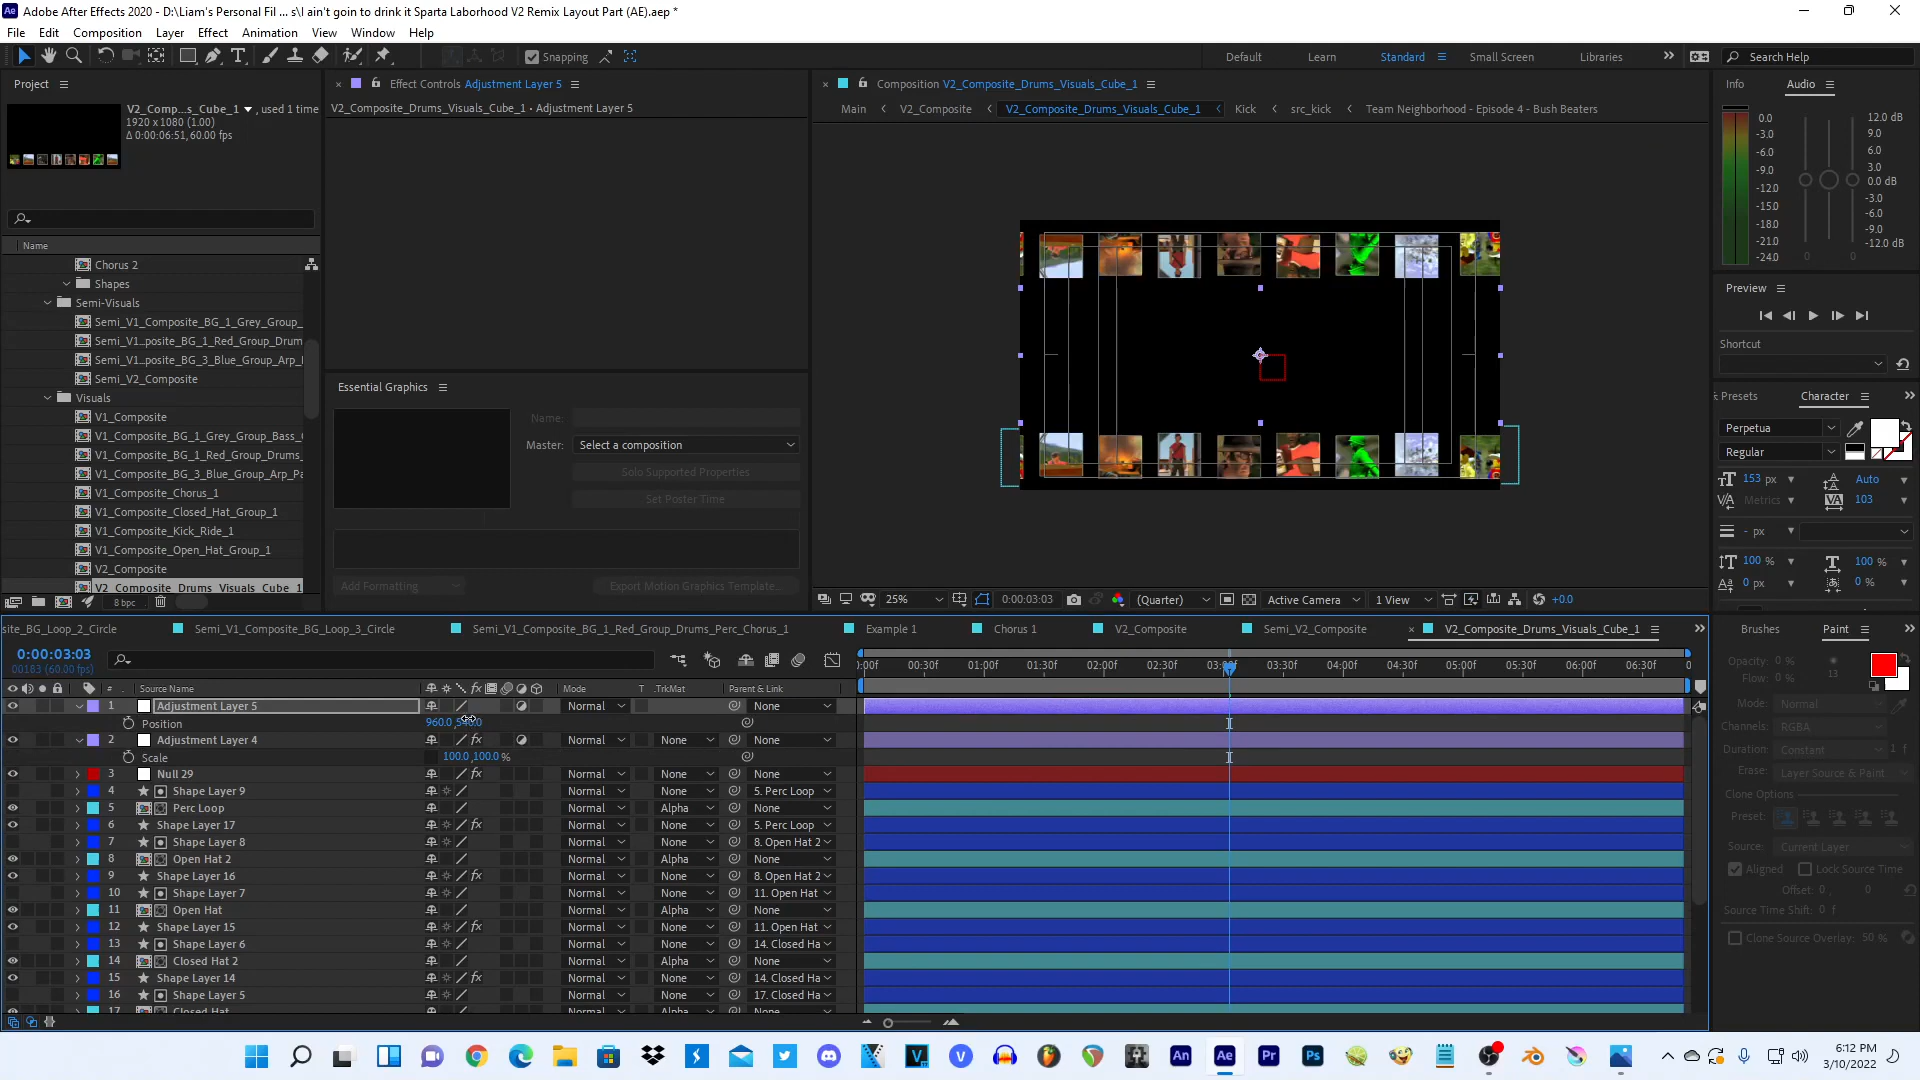 Adobe After Effects 2020 - D:\Liam's Personal Fil ... s\I ain't goin to drink it Sparta Laborhood V2 Remix Layout Part (AE).aep *
File Edit Composition Layer Effect Animation View Window Help
Snapping
Default Learn Standard Small Screen Libraries
Search Help
Project
V2_Comp...s_Cube_1, used 1 time
1920 x 1080 (1.00)
Δ 0:00:06:51, 60.00 fps
Name
Chorus 2
Shapes
Semi-Visuals
Semi_V1_Composite_BG_1_Grey_Group_
Semi_V1...posite_BG_1_Red_Group_Drum
Semi_V1...posite_BG_3_Blue_Group_Arp_
Semi_V2_Composite
Visuals
V1_Composite
V1_Composite_BG_1_Grey_Group_Bass_
V1_Composite_BG_1_Red_Group_Drums_
V1_Composite_BG_3_Blue_Group_Arp_Pa
V1_Composite_Chorus_1
V1_Composite_Closed_Hat_Group_1
V1_Composite_Kick_Ride_1
V1_Composite_Open_Hat_Group_1
V2_Composite
V2_Composite_Drums_Visuals_Cube_1
8 bpc
Effect Controls Adjustment Layer 5
V2_Composite_Drums_Visuals_Cube_1 • Adjustment Layer 5
Essential Graphics
Name:
Master: Select a composition
Solo Supported Properties
Set Poster Time
Add Formatting
Export Motion Graphics Template...
Composition V2_Composite_Drums_Visuals_Cube_1
Main V2_Composite V2_Composite_Drums_Visuals_Cube_1 Kick src_kick Team Neighborhood - Episode 4 - Bush Beaters
25% 0:00:03:03 (Quarter) Active Camera 1 View +0.0
Info Audio
0.0
-3.0
-6.0
-9.0
-12.0
-15.0
-18.0
-21.0
-24.0
0 0
12.0 dB
9.0
6.0
3.0
0.0 dB
-3.0
-6.0
-9.0
-12.0 dB
Preview
Shortcut
Presets Character
Perpetua
Regular
153 px Auto
Metrics 103
- px
100 % 100 %
0 px 0 %
site_BG_Loop_2_Circle Semi_V1_Composite_BG_Loop_3_Circle Semi_V1_Composite_BG_1_Red_Group_Drums_Perc_Chorus_1 Example 1 Chorus 1 V2_Composite Semi_V2_Composite V2_Composite_Drums_Visuals_Cube_1
0:00:03:03
00183 (60.00 fps)
:00f 00:30f 01:00f 01:30f 02:00f 02:30f 03:00f 03:30f 04:00f 04:30f 05:00f 05:30f 06:00f 06:30f 0
# Source Name Mode T .TrkMat Parent & Link
1 Adjustment Layer 5 Normal None
Position 960.0
2 Adjustment Layer 4 Normal None None
Scale 100.0,100.0 %
3 Null 29 Normal None None
4 Shape Layer 9 Normal None 5. Perc Loop
5 Perc Loop Normal Alpha None
6 Shape Layer 17 Normal None 5. Perc Loop
7 Shape Layer 8 Normal None 8. Open Hat 2
8 Open Hat 2 Normal Alpha None
9 Shape Layer 16 Normal None 8. Open Hat 2
10 Shape Layer 7 Normal None 11. Open Hat
11 Open Hat Normal Alpha None
12 Shape Layer 15 Normal None 11. Open Hat
13 Shape Layer 6 Normal None 14. Closed Ha
14 Closed Hat 2 Normal Alpha None
15 Shape Layer 14 Normal None 14. Closed Ha
16 Shape Layer 5 Normal None 17. Closed Ha
17 Closed Hat
Brushes Paint
Opacity: 0 %
Flow: 0 % 13
Mode: Normal
Channels: RGBA
Duration: Constant 1 f
Erase: Layer Source & Paint
Clone Options
Preset:
Source: Current Layer
Aligned Lock Source Time
Offset: 0 , 0
Source Time Shift: 0 f
Clone Source Overlay: 50 %
6:12 PM
3/10/2022